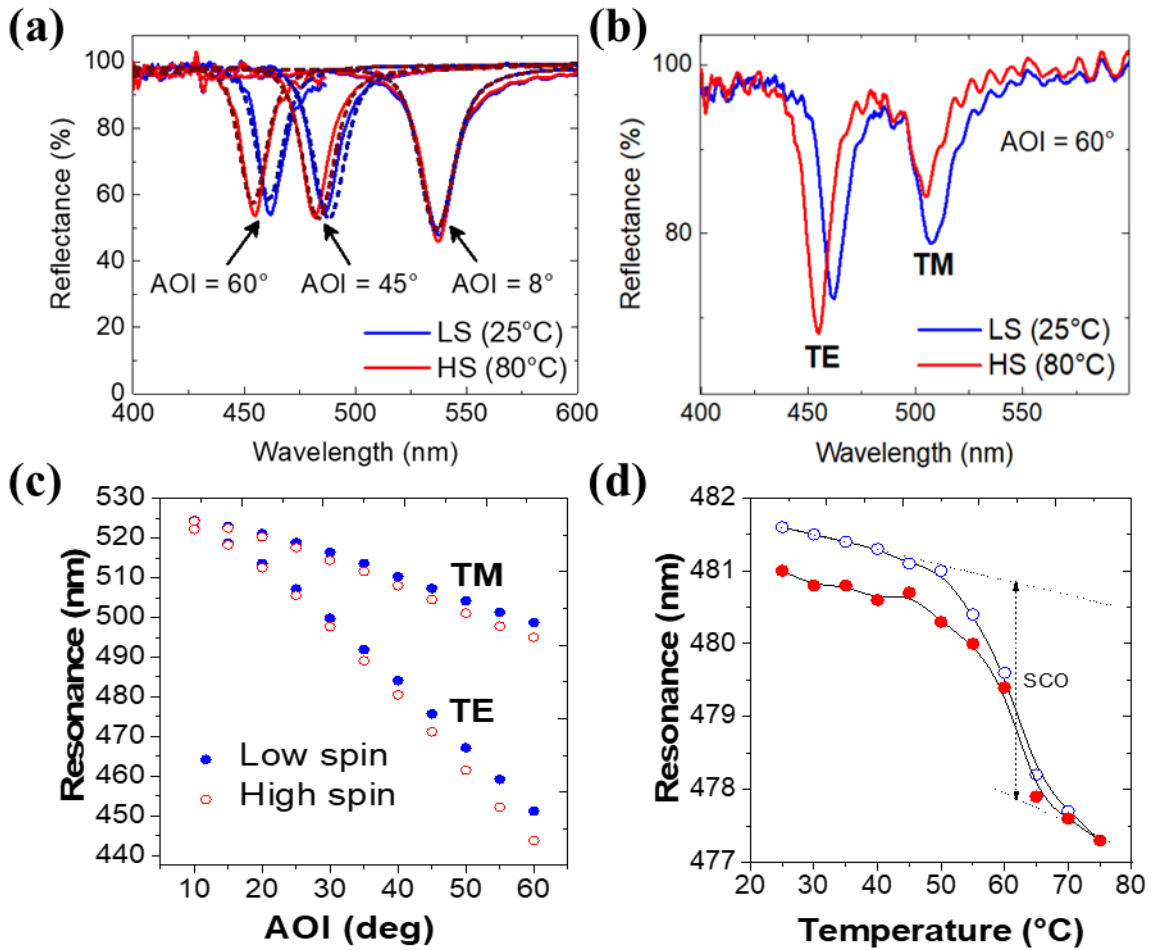 (a)
100
80
60
40
20
0
Reflectance (%)
AOI = 60°
AOI = 45°
AOI = 8°
LS (25°C)
HS (80°C)
400
450
500
550
600
Wavelength (nm)
(b)
100
80
Reflectance (%)
AOI = 60°
TM
TE
LS (25°C)
HS (80°C)
400
450
500
550
600
Wavelength (nm)
(c)
530
520
510
500
490
480
470
460
450
440
Resonance (nm)
TM
TE
Low spin
High spin
10
20
30
40
50
60
AOI (deg)
(d)
482
481
480
479
478
477
Resonance (nm)
SCO
20
30
40
50
60
70
80
Temperature (°C)